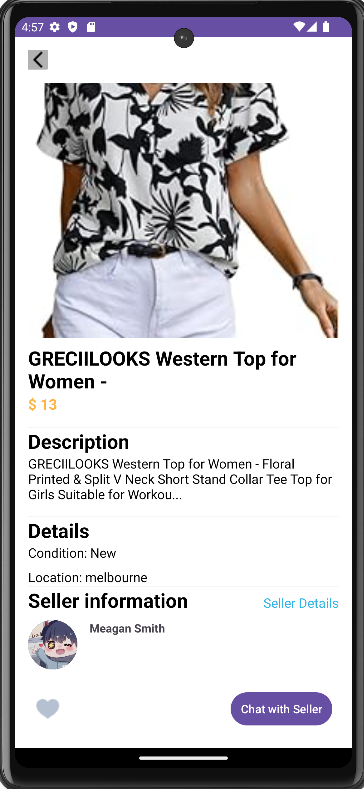 4:57
GRECIILOOKS Western Top for
Women -
$ 13
Description
GRECIILOOKS Western Top for Women - Floral
Printed & Split V Neck Short Stand Collar Tee Top for
Girls Suitable for Workou...
Details
Condition: New
Location: melbourne
Seller information
Seller Details
Meagan Smith
Chat with Seller